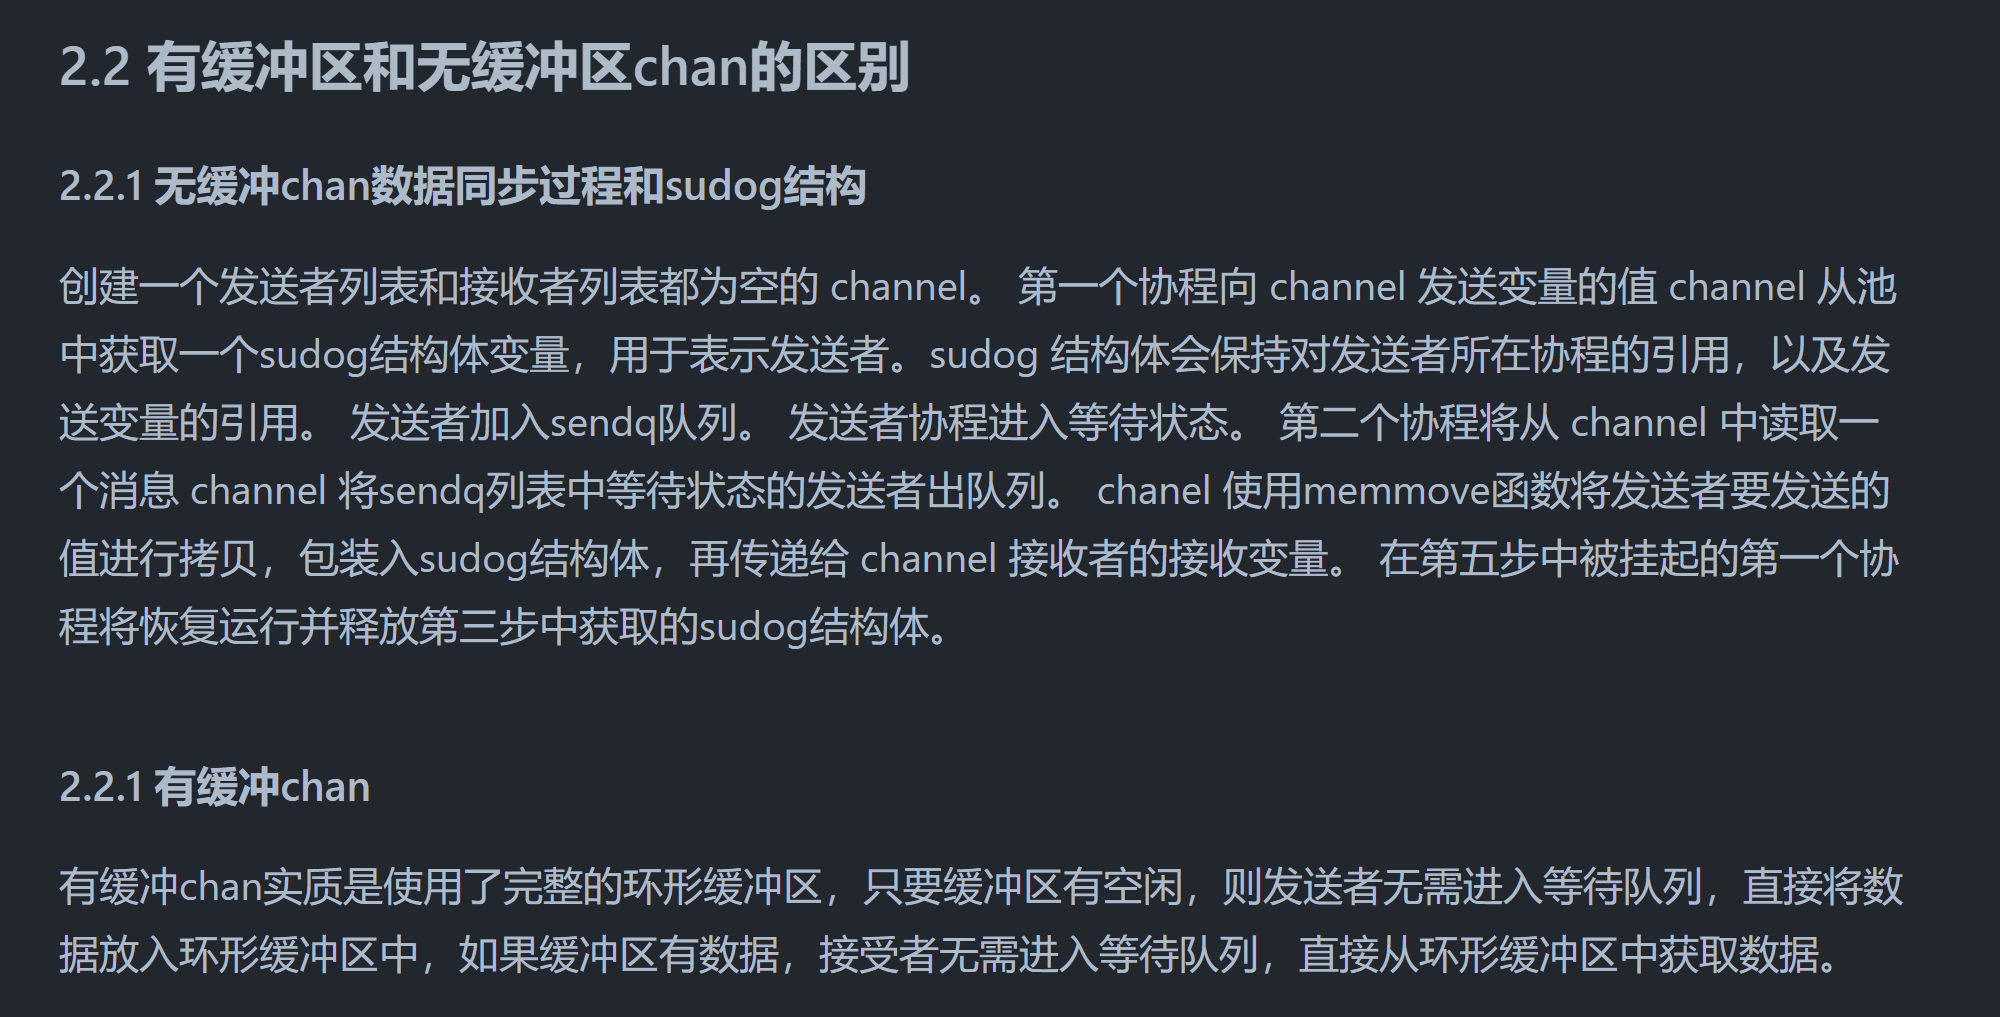 2.2 有缓冲区和无缓冲区chan的区别
2.2.1 无缓冲chan数据同步过程和sudog结构
创建一个发送者列表和接收者列表都为空的 channel。 第一个协程向 channel 发送变量的值 channel 从池
中获取一个sudog结构体变量，用于表示发送者。sudog 结构体会保持对发送者所在协程的引用，以及发
送变量的引用。 发送者加入sendq队列。 发送者协程进入等待状态。 第二个协程将从 channel 中读取一
个消息 channel 将sendq列表中等待状态的发送者出队列。 chanel 使用memmove函数将发送者要发送的
值进行拷贝，包装入sudog结构体，再传递给 channel 接收者的接收变量。 在第五步中被挂起的第一个协
程将恢复运行并释放第三步中获取的sudog结构体。
2.2.1 有缓冲chan
有缓冲chan实质是使用了完整的环形缓冲区，只要缓冲区有空闲，则发送者无需进入等待队列，直接将数
据放入环形缓冲区中，如果缓冲区有数据，接受者无需进入等待队列，直接从环形缓冲区中获取数据。